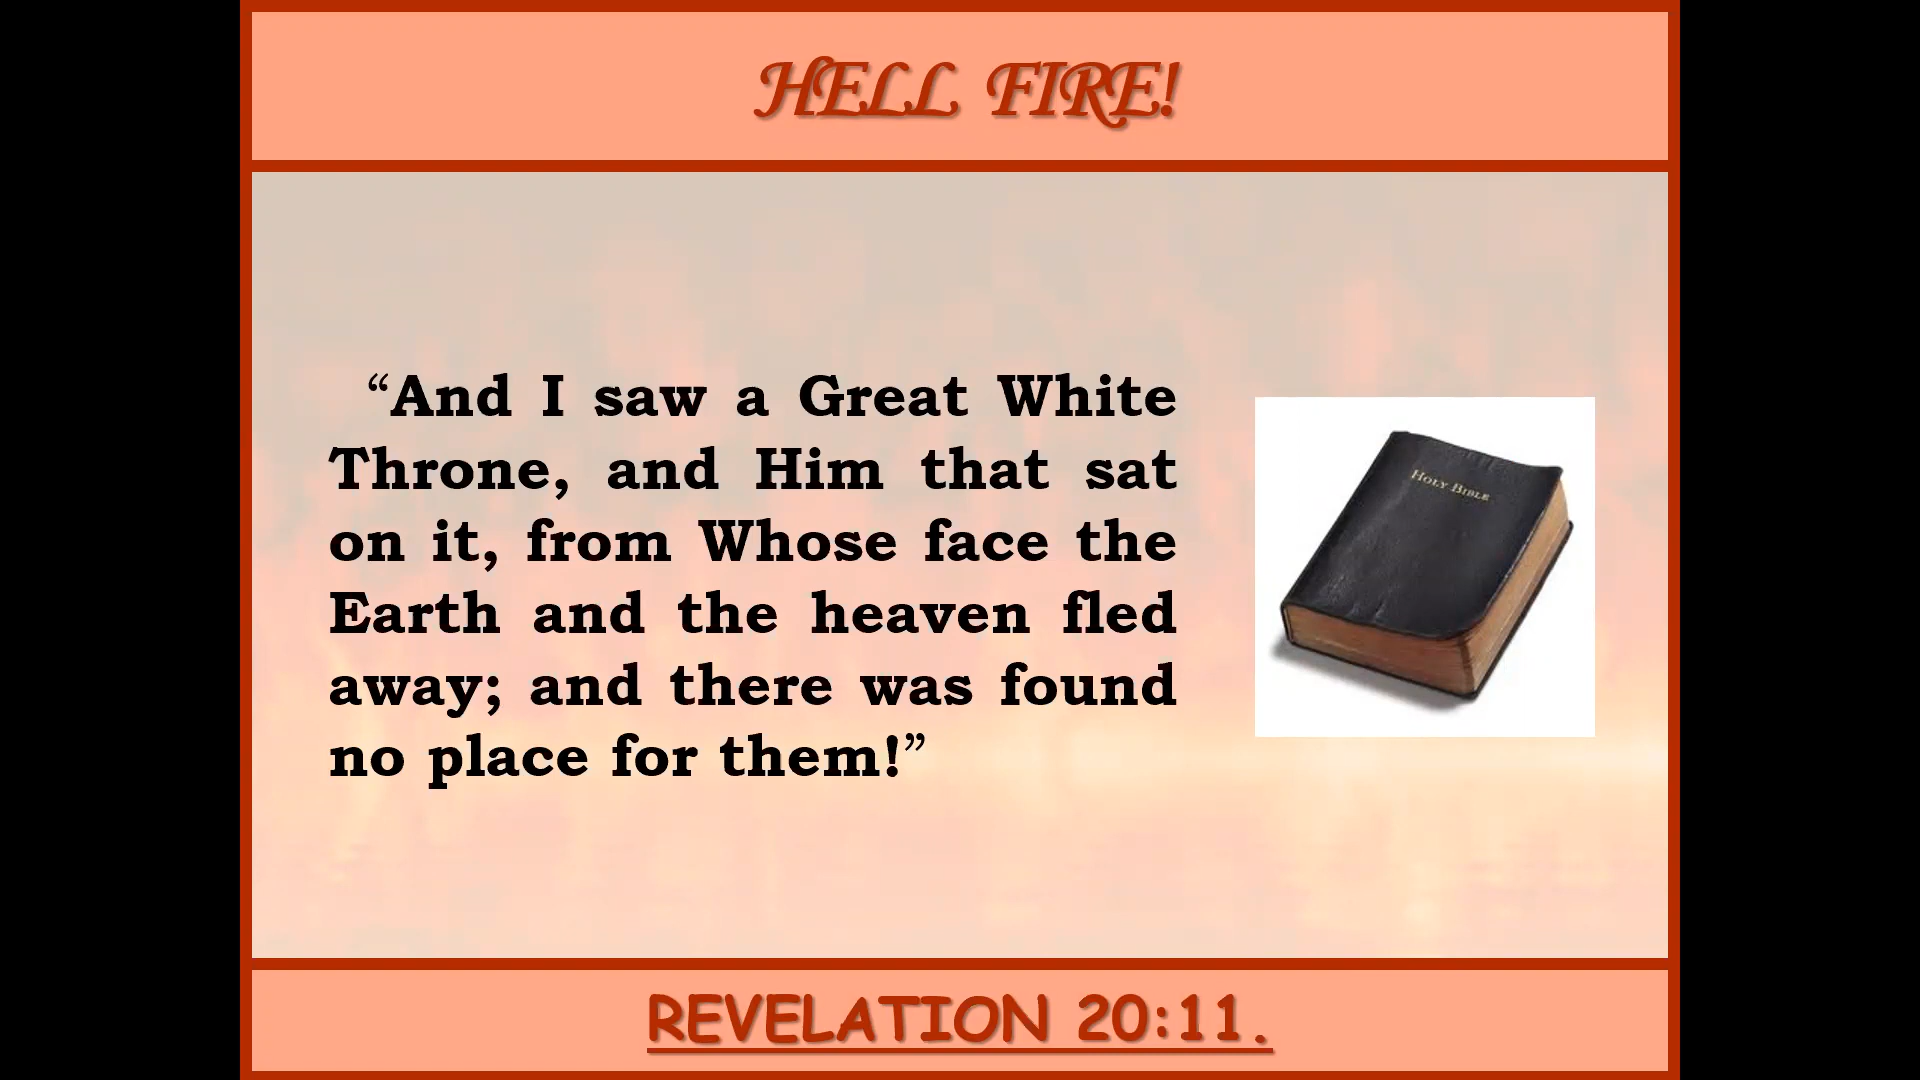 HELL FIRE!
“And I saw a Great White
Throne, and Him that sat
on it, from Whose face the
Earth and the heaven fled
away; and there was found
no place for them!”
HOLY BIBLE
REVELATION 20:11.